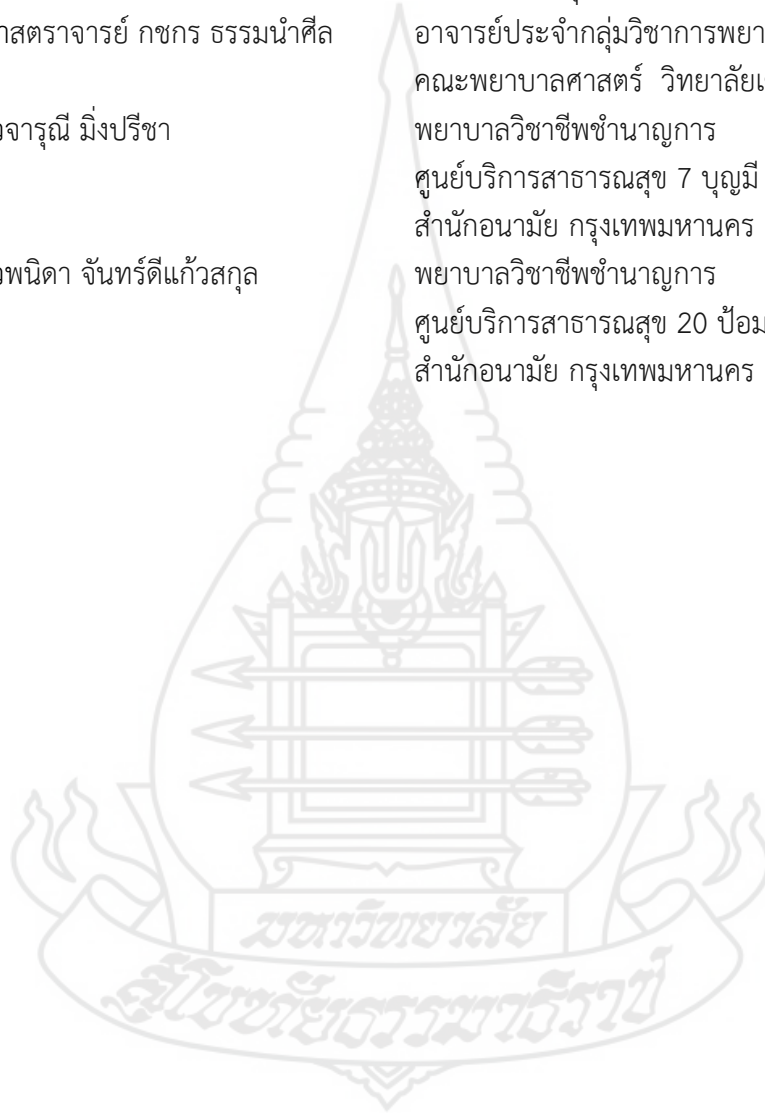 าสตราจารย์ กชกร ธรรมนำศีล อาจารย์ประจำกลุ่มวิชาการพยา
คณะพยาบาลศาสตร์ วิทยาลัยเ
วจารุณี มิ่งปรีชา พยาบาลวิชาชีพชำนาญการ
ศูนย์บริการสาธารณสุข 7 บุญมี
สำนักอนามัย กรุงเทพมหานคร
วพนิดา จันทร์ดีแก้วสกุล พยาบาลวิชาชีพชำนาญการ
ศูนย์บริการสาธารณสุข 20 ป้อม
สำนักอนามัย กรุงเทพมหานคร
มหาวิทยาลัย
สุโขทัยธรรมาธิราช